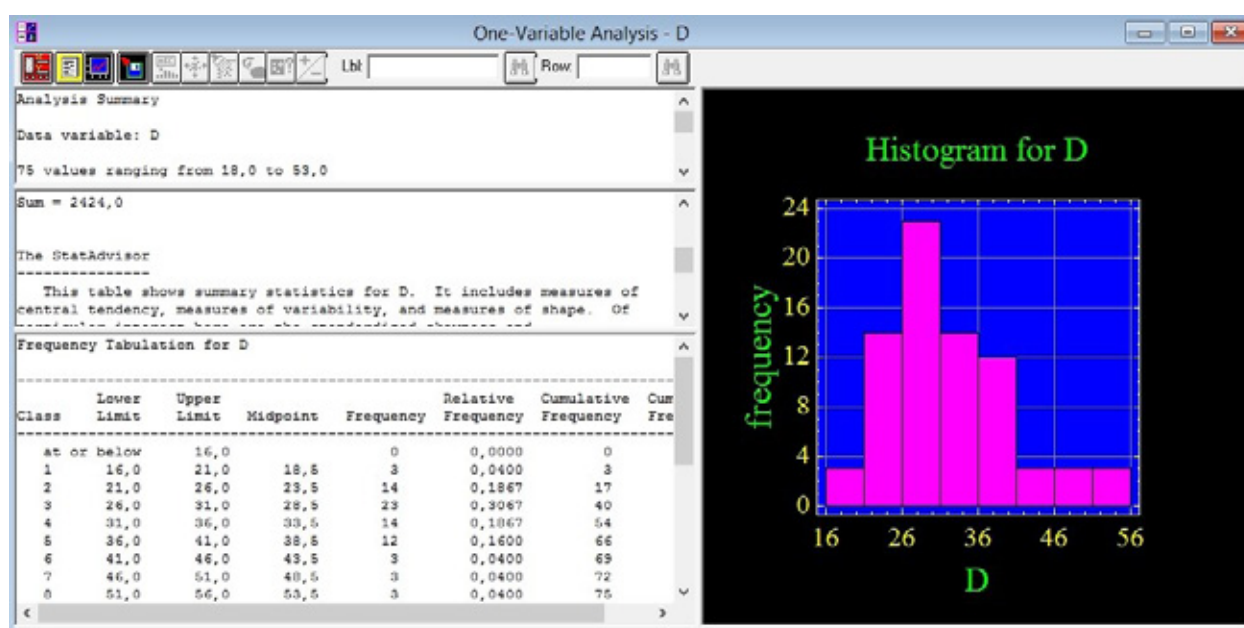 One-Variable Analysis - D
Lbl: Row:
Analysis Summary
Data variable: D
75 values ranging from 18,0 to 53,0
Sum = 2424,0
The StatAdvisor
---------------
This table shows summary statistics for D. It includes measures of
central tendency, measures of variability, and measures of shape. Of
Frequency Tabulation for D
Lower Upper Relative Cumulative Cum
Class Limit Limit Midpoint Frequency Frequency Frequency Fre
at or below 16,0 0 0,0000 0
1 16,0 21,0 18,5 3 0,0400 3
2 21,0 26,0 23,5 14 0,1867 17
3 26,0 31,0 28,5 23 0,3067 40
4 31,0 36,0 33,5 14 0,1867 54
5 36,0 41,0 38,5 12 0,1600 66
6 41,0 46,0 43,5 3 0,0400 69
7 46,0 51,0 48,5 3 0,0400 72
8 51,0 56,0 53,5 3 0,0400 75
Histogram for D
frequency
24
20
16
12
8
4
0
16 26 36 46 56
D